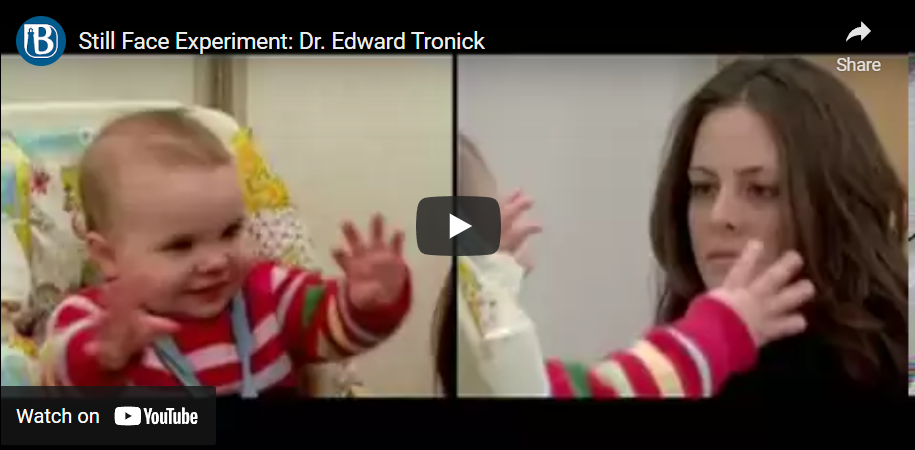 B
Still Face Experiment: Dr. Edward Tronick
Share
Watch on YouTube